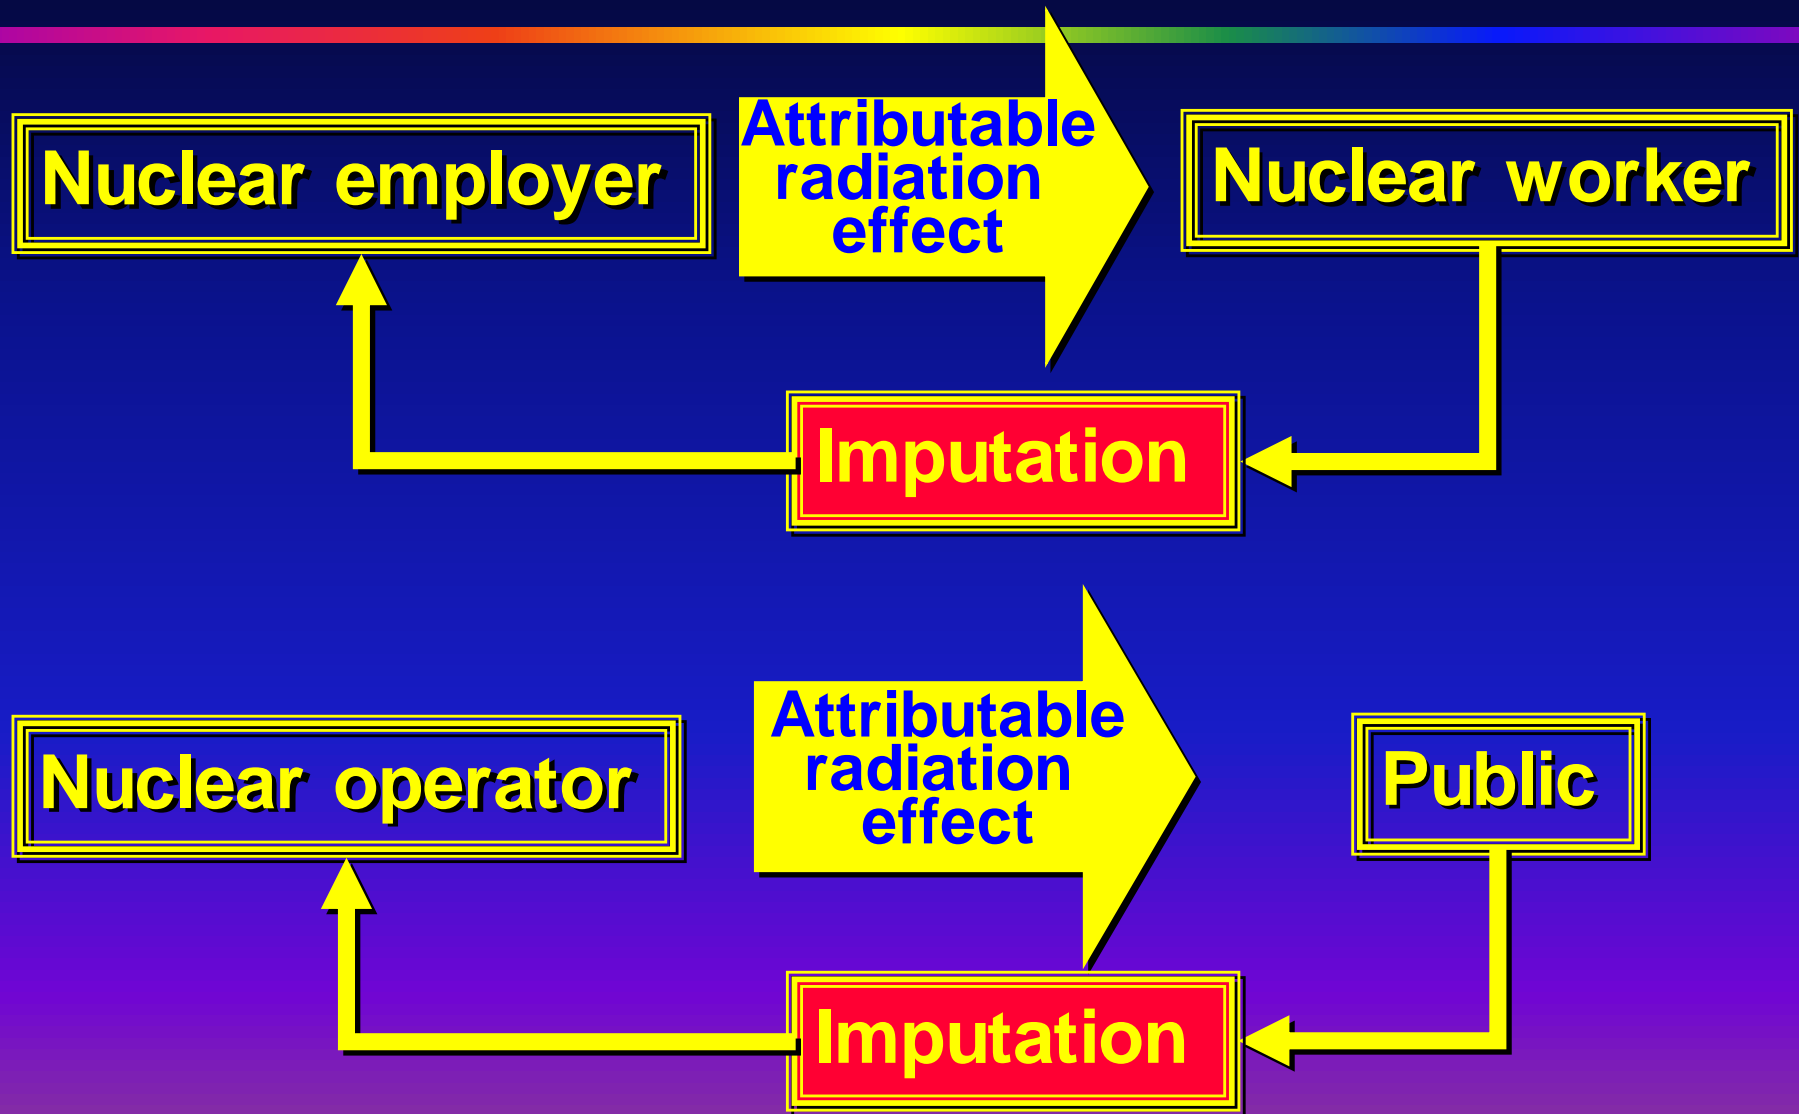 Nuclear employer
Attributable
radiation
effect
Nuclear worker
Imputation
Nuclear operator
Attributable
radiation
effect
Public
Imputation